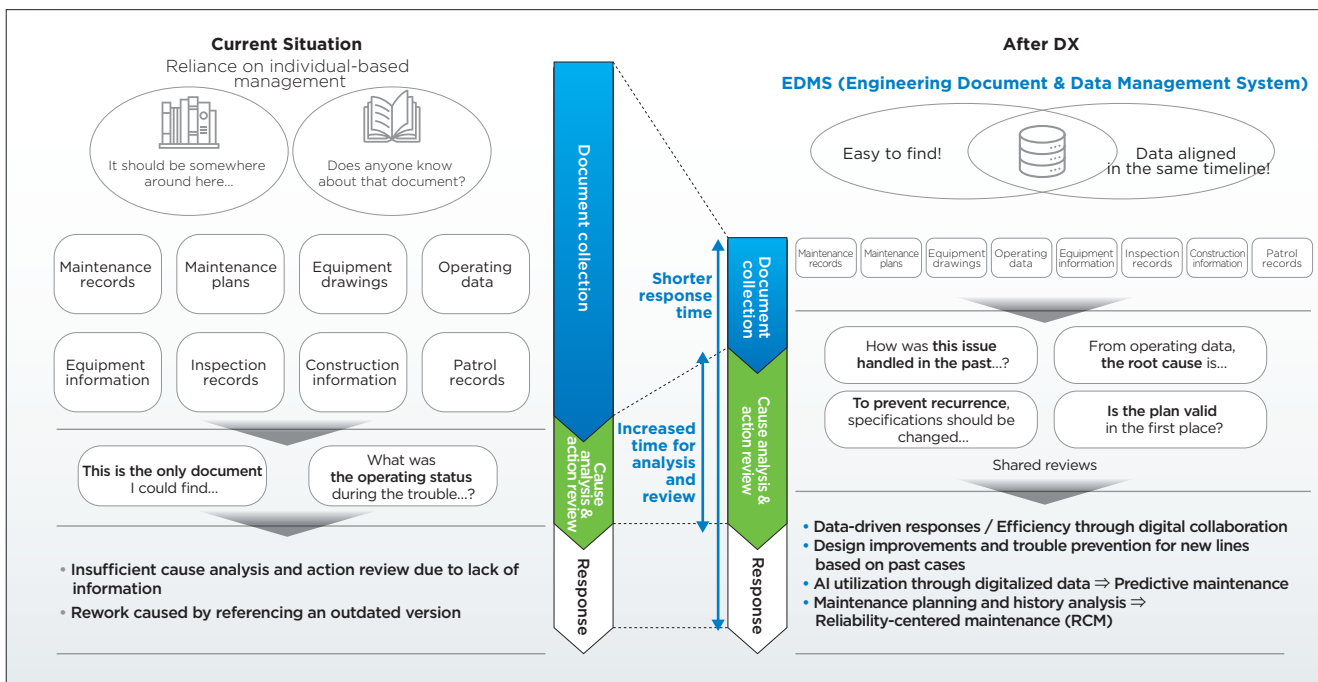 Current Situation
Reliance on individual-based
management
It should be somewhere
around here...
Does anyone know
about that document?
Maintenance
records
Maintenance
plans
Equipment
drawings
Operating
data
Equipment
information
Inspection
records
Construction
information
Patrol
records
This is the only document
I could find...
What was
the operating status
during the trouble...?
• Insufficient cause analysis and action review due to lack of
information
• Rework caused by referencing an outdated version
Document collection
Cause
analysis &
action review
Response
Shorter
response
time
Increased
time for
analysis
and
review
Document
collection
Cause analysis &
action review
Response
After DX
EDMS (Engineering Document & Data Management System)
Easy to find!
Data aligned
in the same timeline!
Maintenance
records
Maintenance
plans
Equipment
drawings
Operating
data
Equipment
information
Inspection
records
Construction
information
Patrol
records
How was this issue
handled in the past...?
From operating data,
the root cause is...
To prevent recurrence,
specifications should be
changed...
Is the plan valid
in the first place?
Shared reviews
• Data-driven responses / Efficiency through digital collaboration
• Design improvements and trouble prevention for new lines
based on past cases
• AI utilization through digitalized data ⇒ Predictive maintenance
• Maintenance planning and history analysis ⇒
Reliability-centered maintenance (RCM)